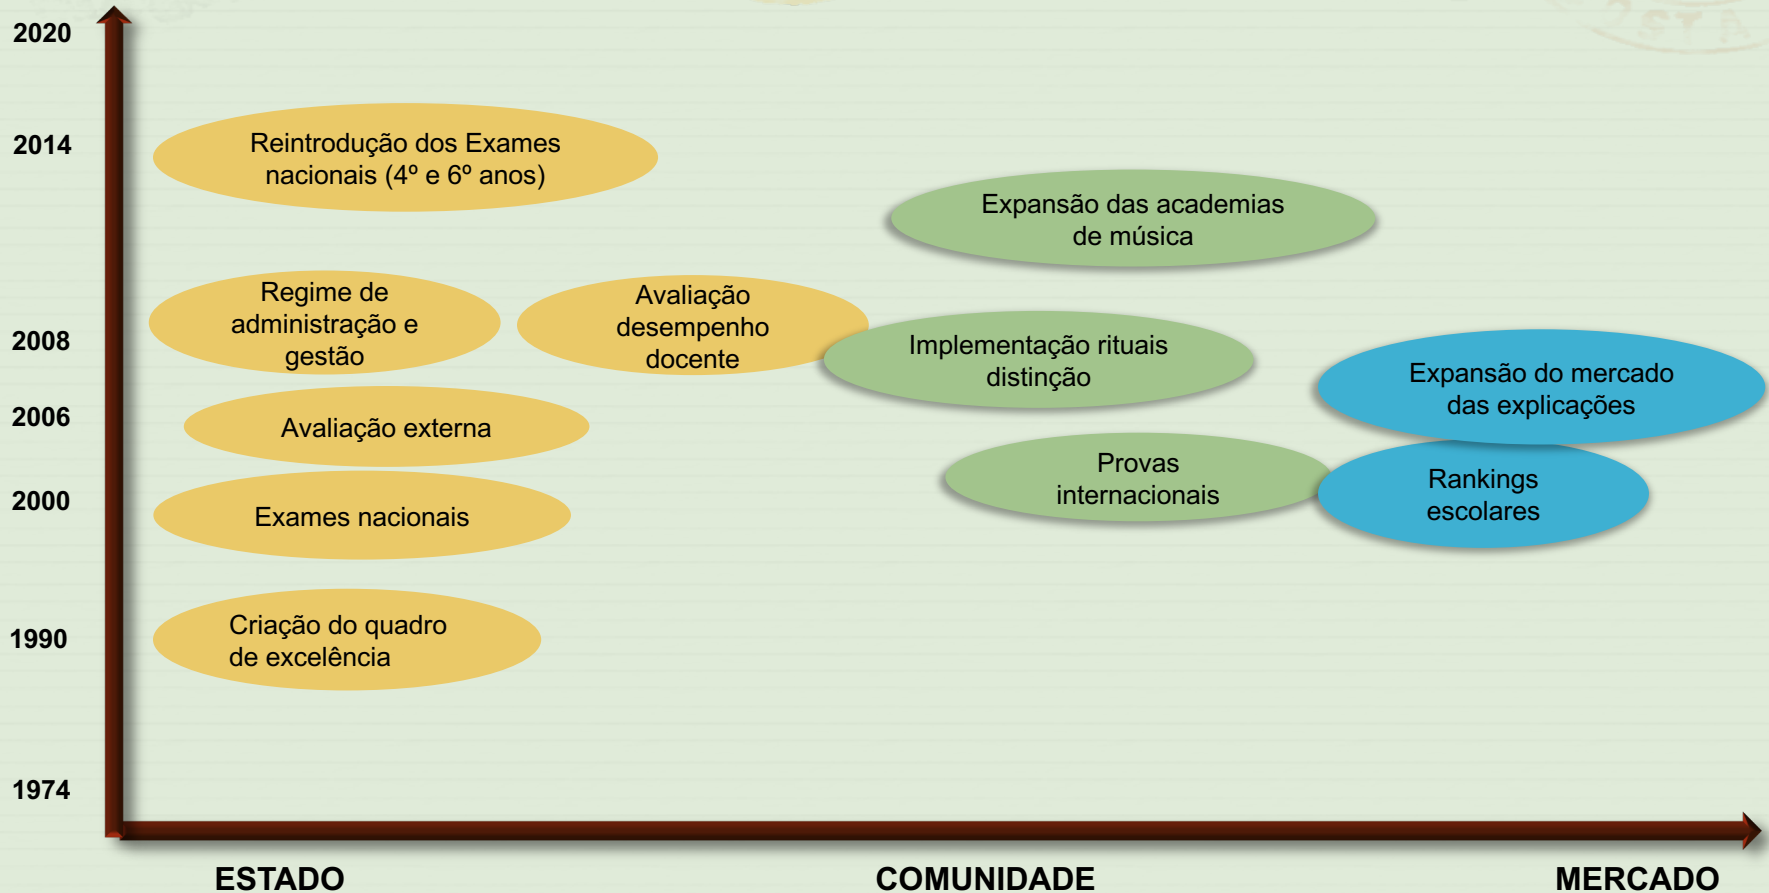 2020
2014
Reintrodução dos Exames
nacionais (4º e 6º anos)
Expansão das academias
de música
2008
Regime de
administração e
gestão
Avaliação
desempenho
docente
Implementação rituais
distinção
Expansão do mercado
das explicações
2006
Avaliação externa
2000
Exames nacionais
Provas
internacionais
Rankings
escolares
1990
Criação do quadro
de excelência
1974
ESTADO
COMUNIDADE
MERCADO